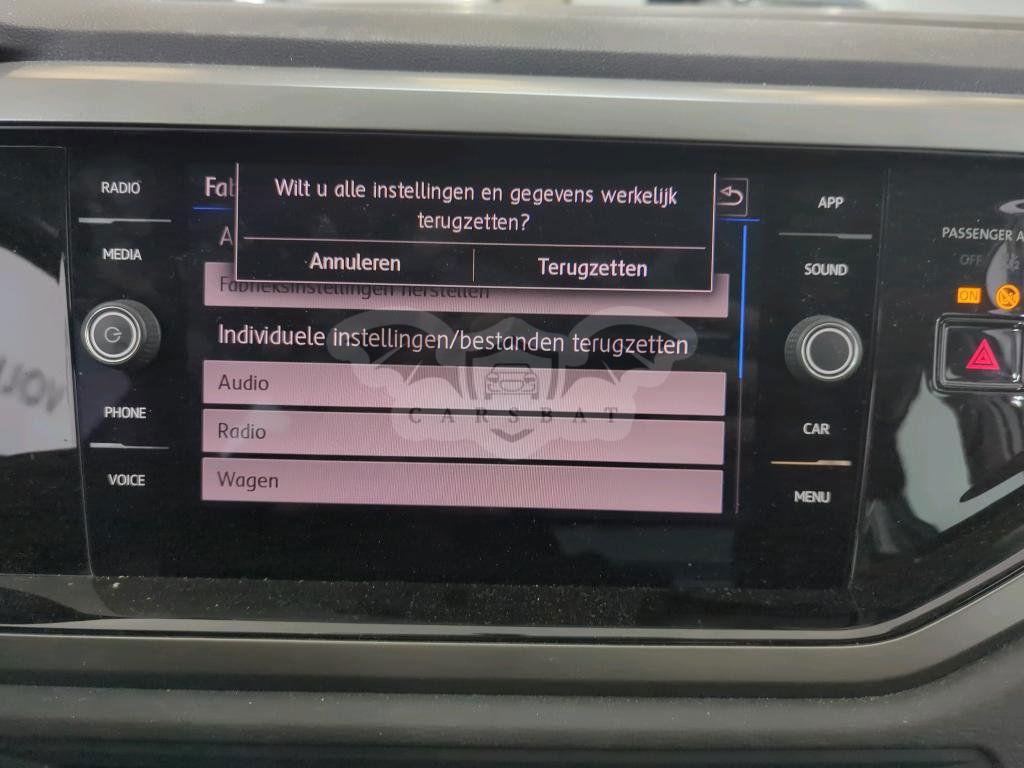 RADIO
MEDIA
PHONE
VOICE
Fab
Wilt u alle instellingen en gegevens werkelijk
terugzetten?
Annuleren
Terugzetten
A
Fabrieksinstellingen herstellen
Individuele instellingen/bestanden terugzetten
Audio
Radio
Wagen
CARSBAT
APP
SOUND
CAR
MENU
PASSENGER A
OFF
ON